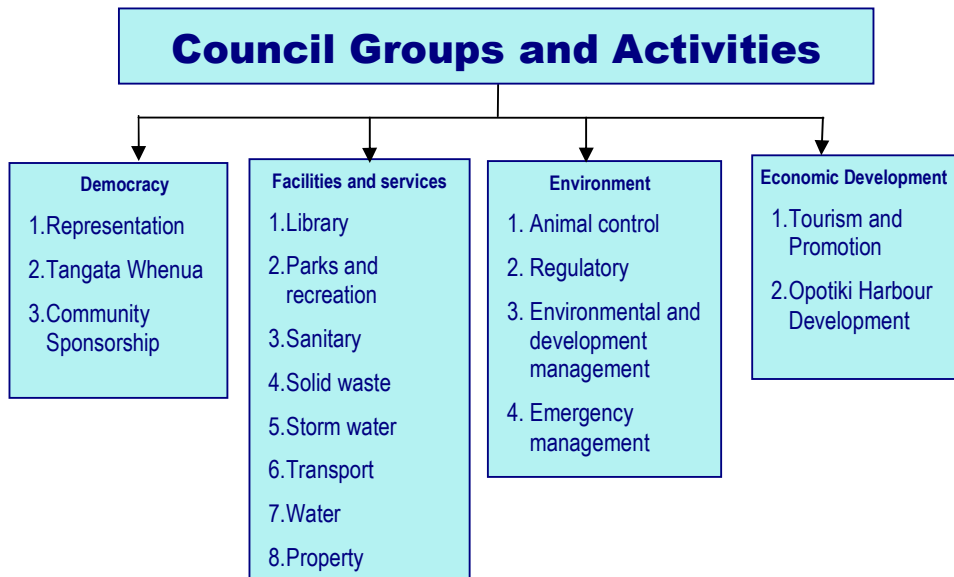 Council Groups and Activities
Democracy
1.Representation
2.Tangata Whenua
3.Community
Sponsorship
Facilities and services
1.Library
2.Parks and
recreation
3.Sanitary
4.Solid waste
5.Storm water
6.Transport
7.Water
8.Property
Environment
1. Animal control
2. Regulatory
3. Environmental and
development
management
4. Emergency
management
Economic Development
1.Tourism and
Promotion
2.Opotiki Harbour
Development